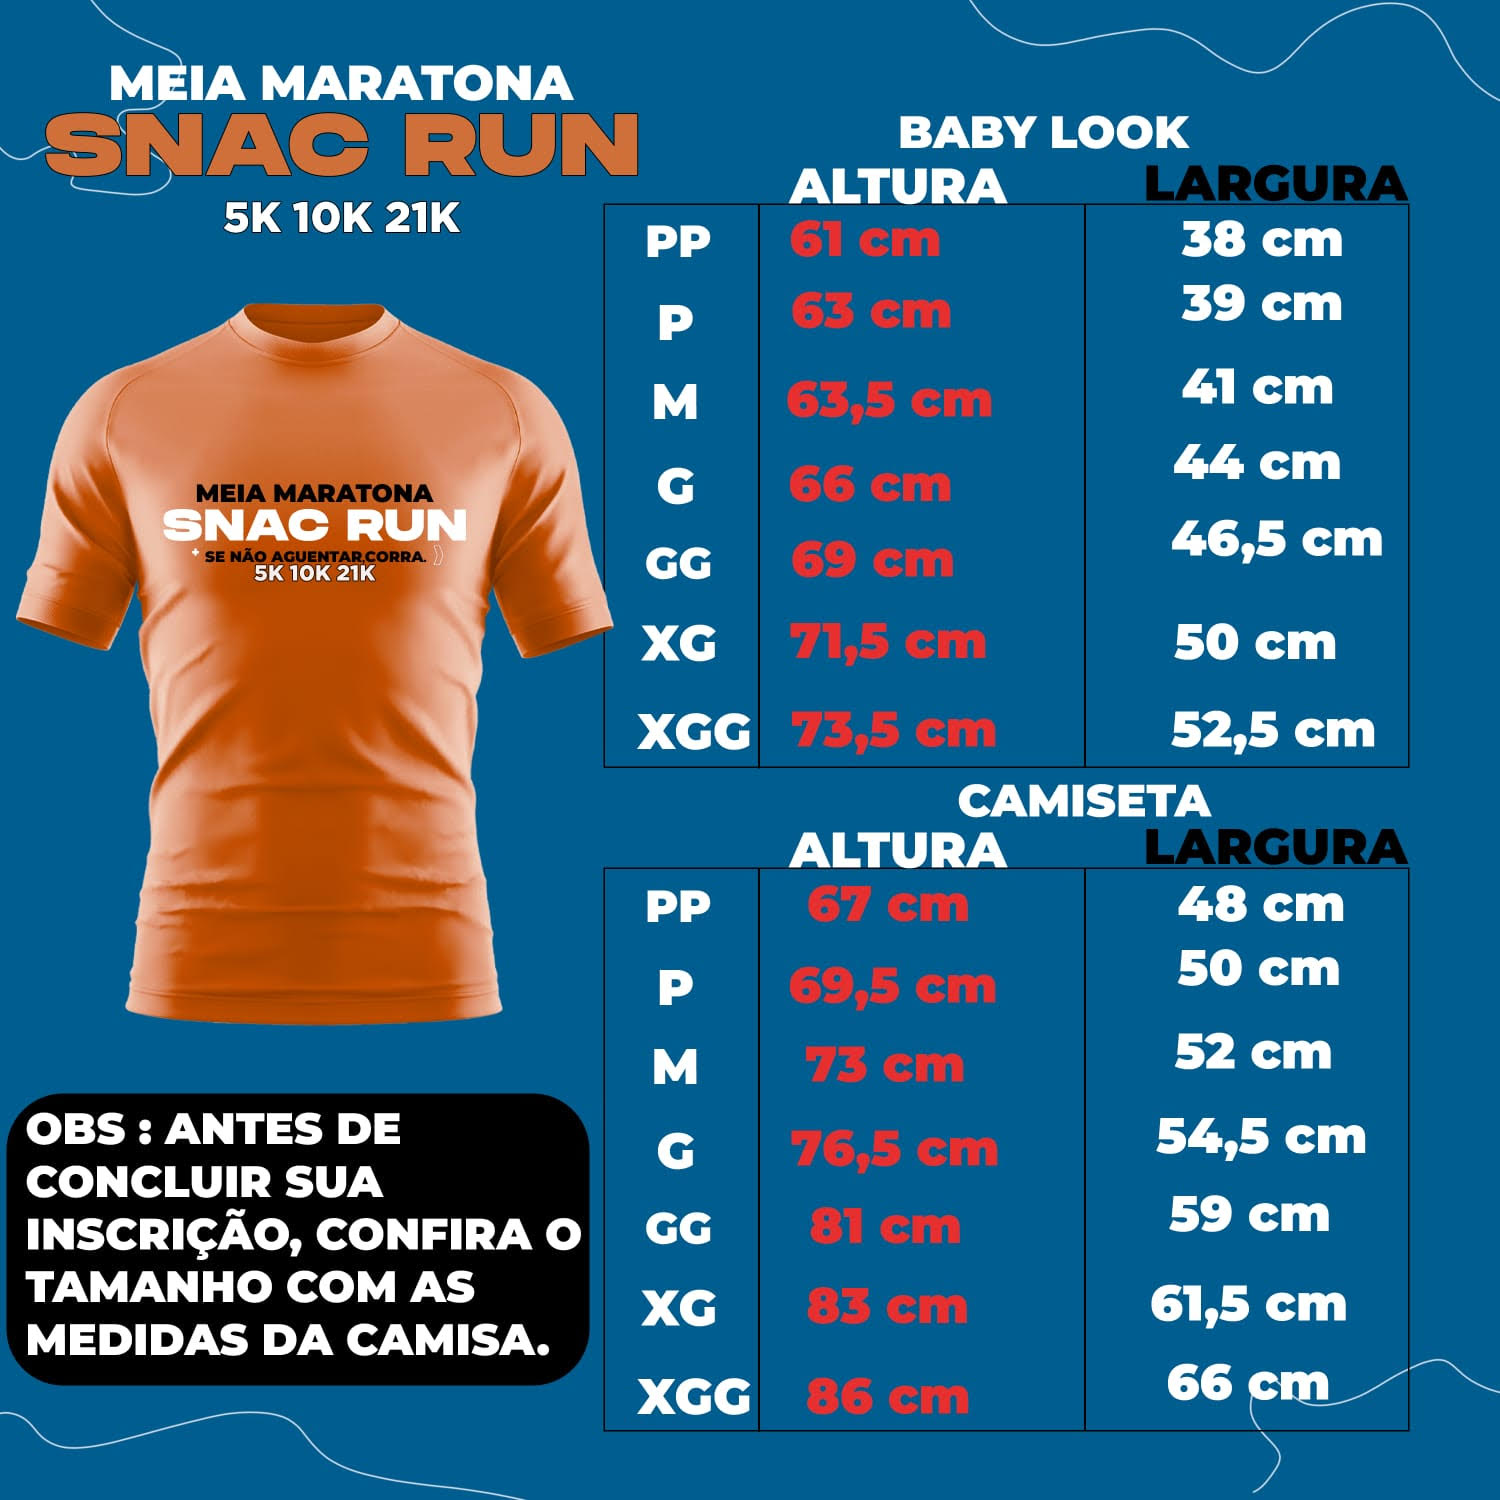 MEIA MARATONA
SNAC RUN
5K 10K 21K
MEIA MARATONA
SNAC RUN
SE NÃO AGUENTAR,CORRA.
5K 10K 21K
OBS : ANTES DE
CONCLUIR SUA
INSCRIÇÃO, CONFIRA O
TAMANHO COM AS
MEDIDAS DA CAMISA.
BABY LOOK
ALTURA LARGURA
PP 61 cm 38 cm
P 63 cm 39 cm
M 63,5 cm 41 cm
G 66 cm 44 cm
GG 69 cm 46,5 cm
XG 71,5 cm 50 cm
XGG 73,5 cm 52,5 cm
CAMISETA
ALTURA LARGURA
PP 67 cm 48 cm
P 69,5 cm 50 cm
M 73 cm 52 cm
G 76,5 cm 54,5 cm
GG 81 cm 59 cm
XG 83 cm 61,5 cm
XGG 86 cm 66 cm